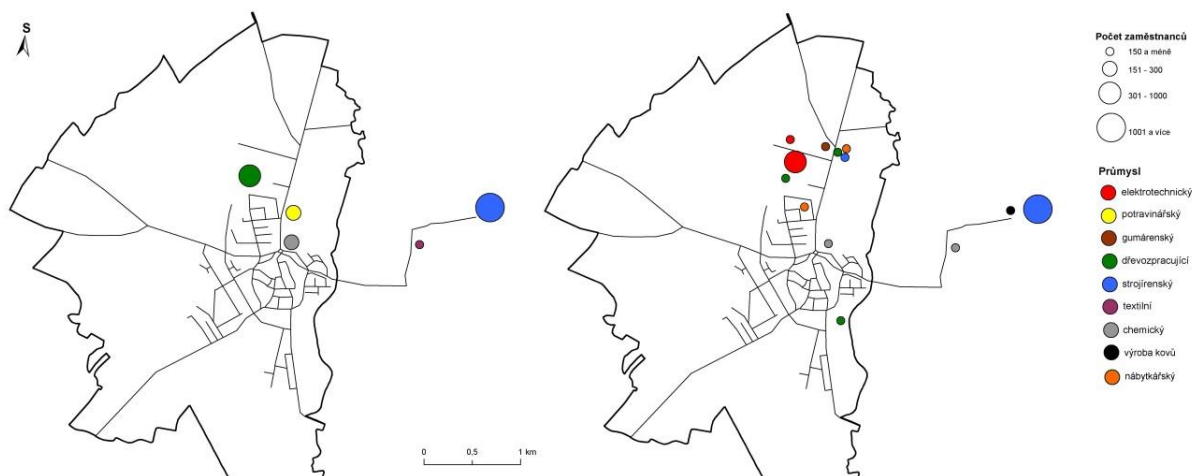 S
Počet zaměstnanců
150 a méně
151 - 300
301 - 1000
1001 a více
Průmysl
elektrotechnický
potravinářský
gumárenský
dřevozpracující
strojírenský
textilní
chemický
výroba kovů
nábytkářský
0 0,5 1 km